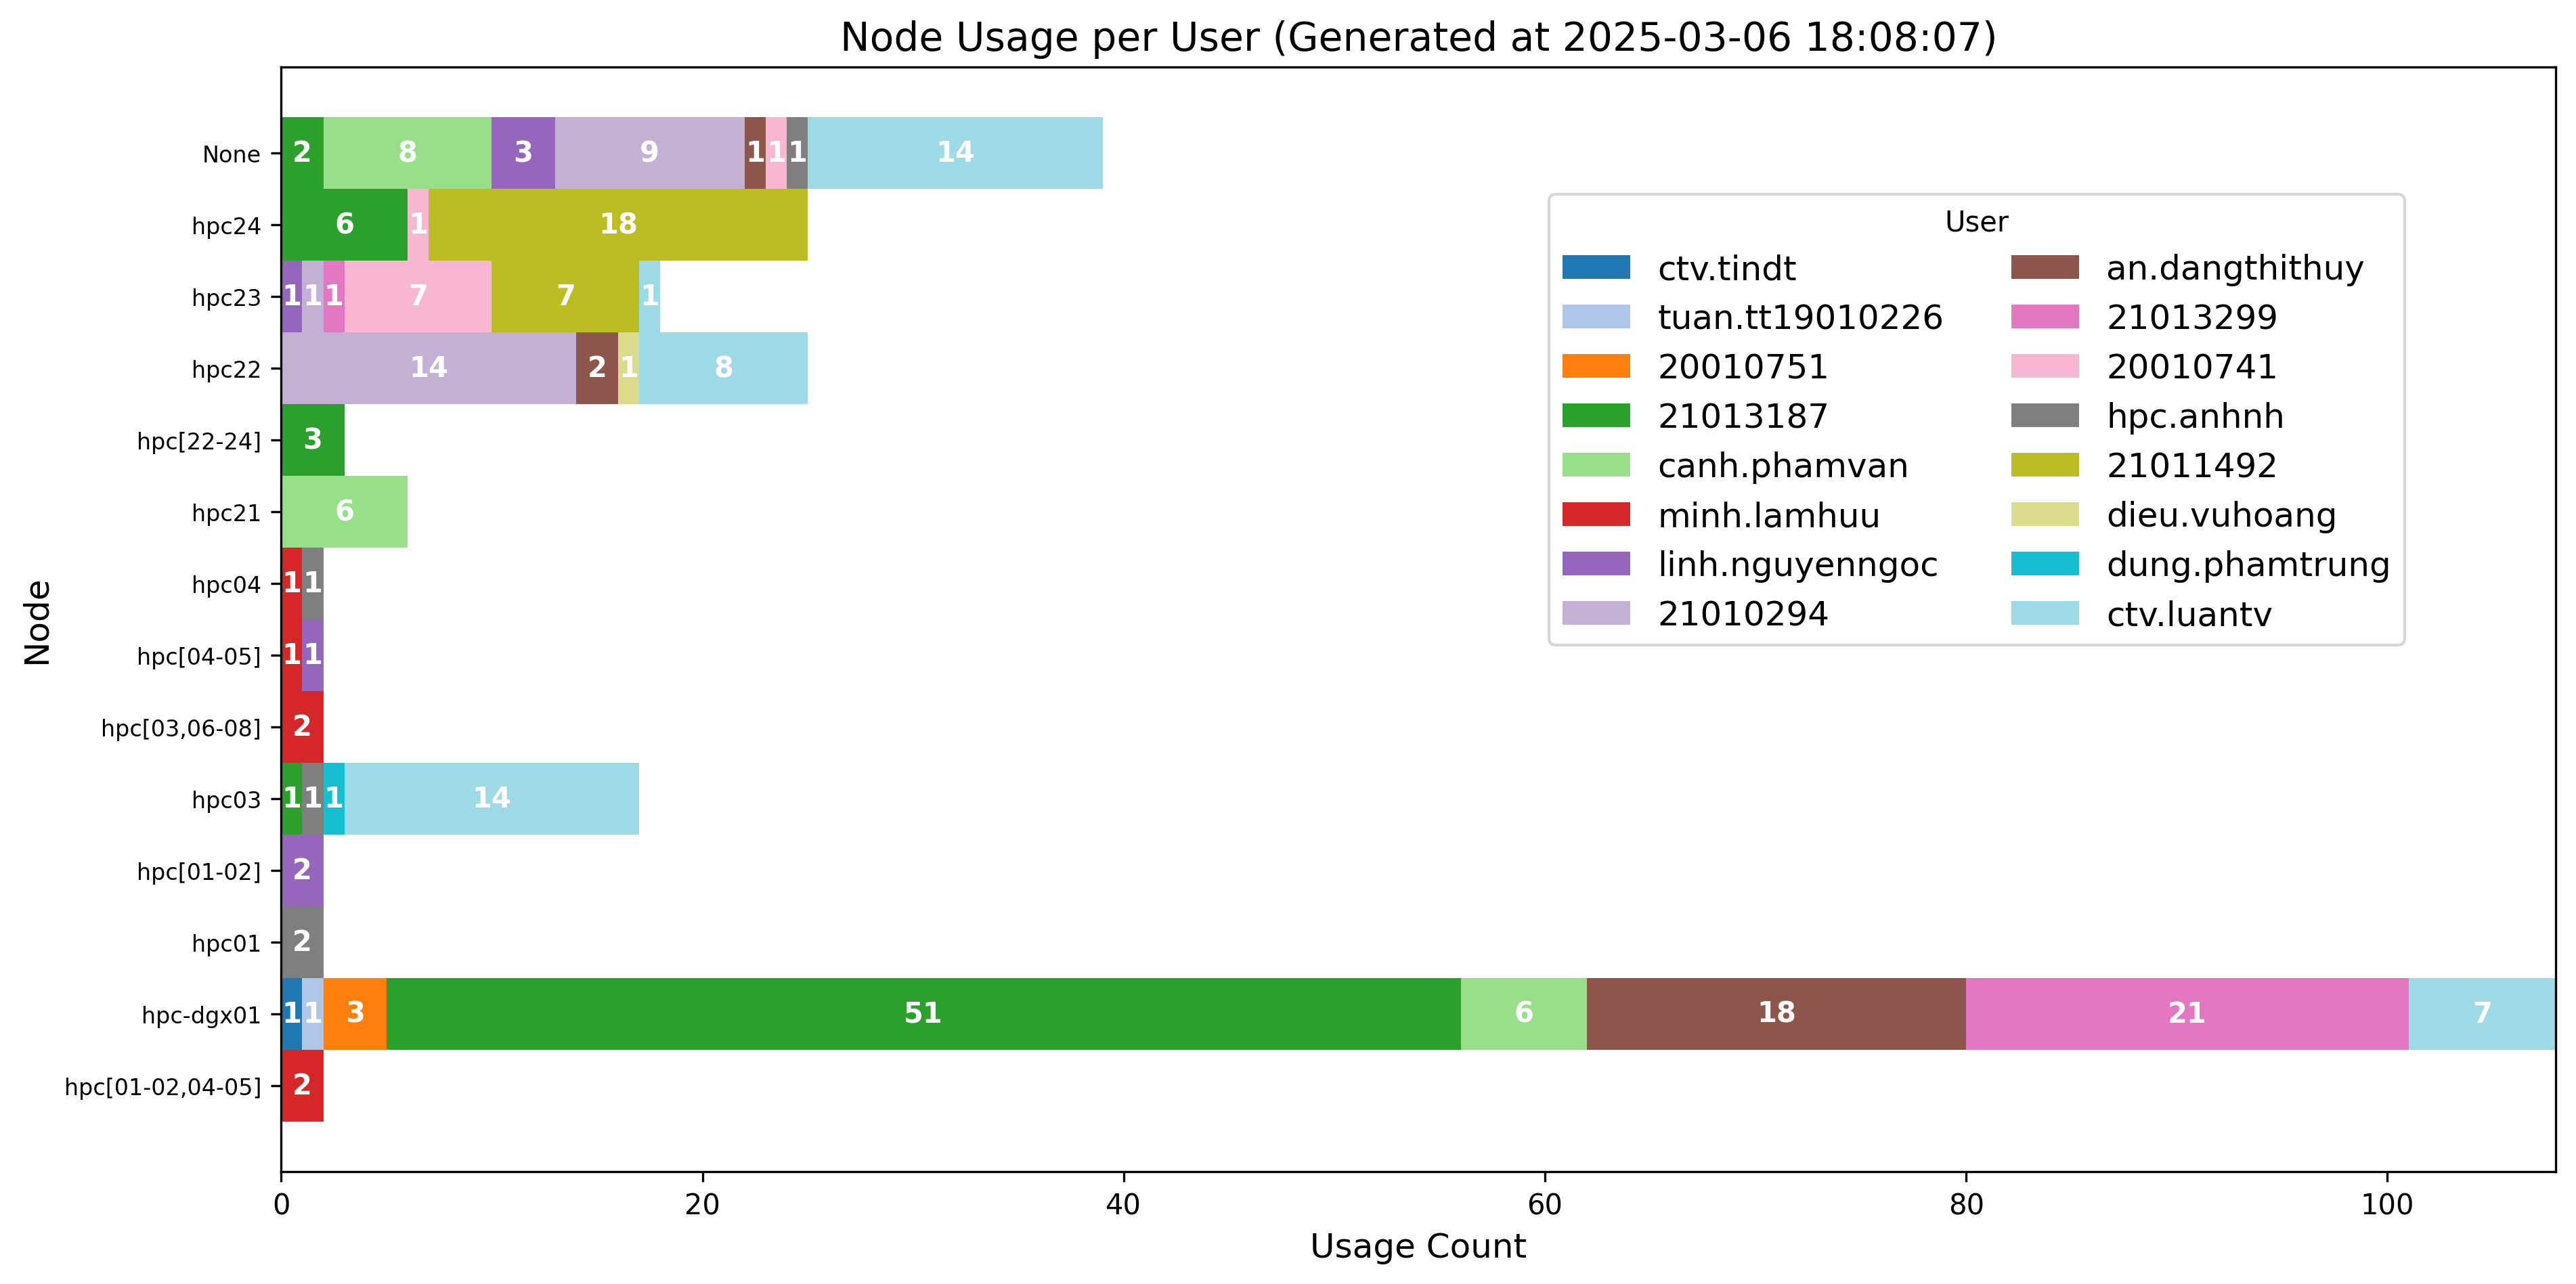 Node Usage per User (Generated at 2025-03-06 18:08:07)
None 2 8 3 9 1 1 1 14
hpc24 6 1 18
hpc23 1 1 1 7 7 1
hpc22 14 2 1 8
hpc[22-24] 3
hpc21 6
hpc04 1 1
hpc[04-05] 1 1
hpc[03,06-08] 2
hpc03 1 1 1 14
hpc[01-02] 2
hpc01 2
hpc-dgx01 1 1 3 51 6 18 21 7
hpc[01-02,04-05] 2
Node
0 20 40 60 80 100
Usage Count
User
ctv.tindt
tuan.tt19010226
20010751
21013187
canh.phamvan
minh.lamhuu
linh.nguyenngoc
21010294
an.dangthithuy
21013299
20010741
hpc.anhnh
21011492
dieu.vuhoang
dung.phamtrung
ctv.luantv